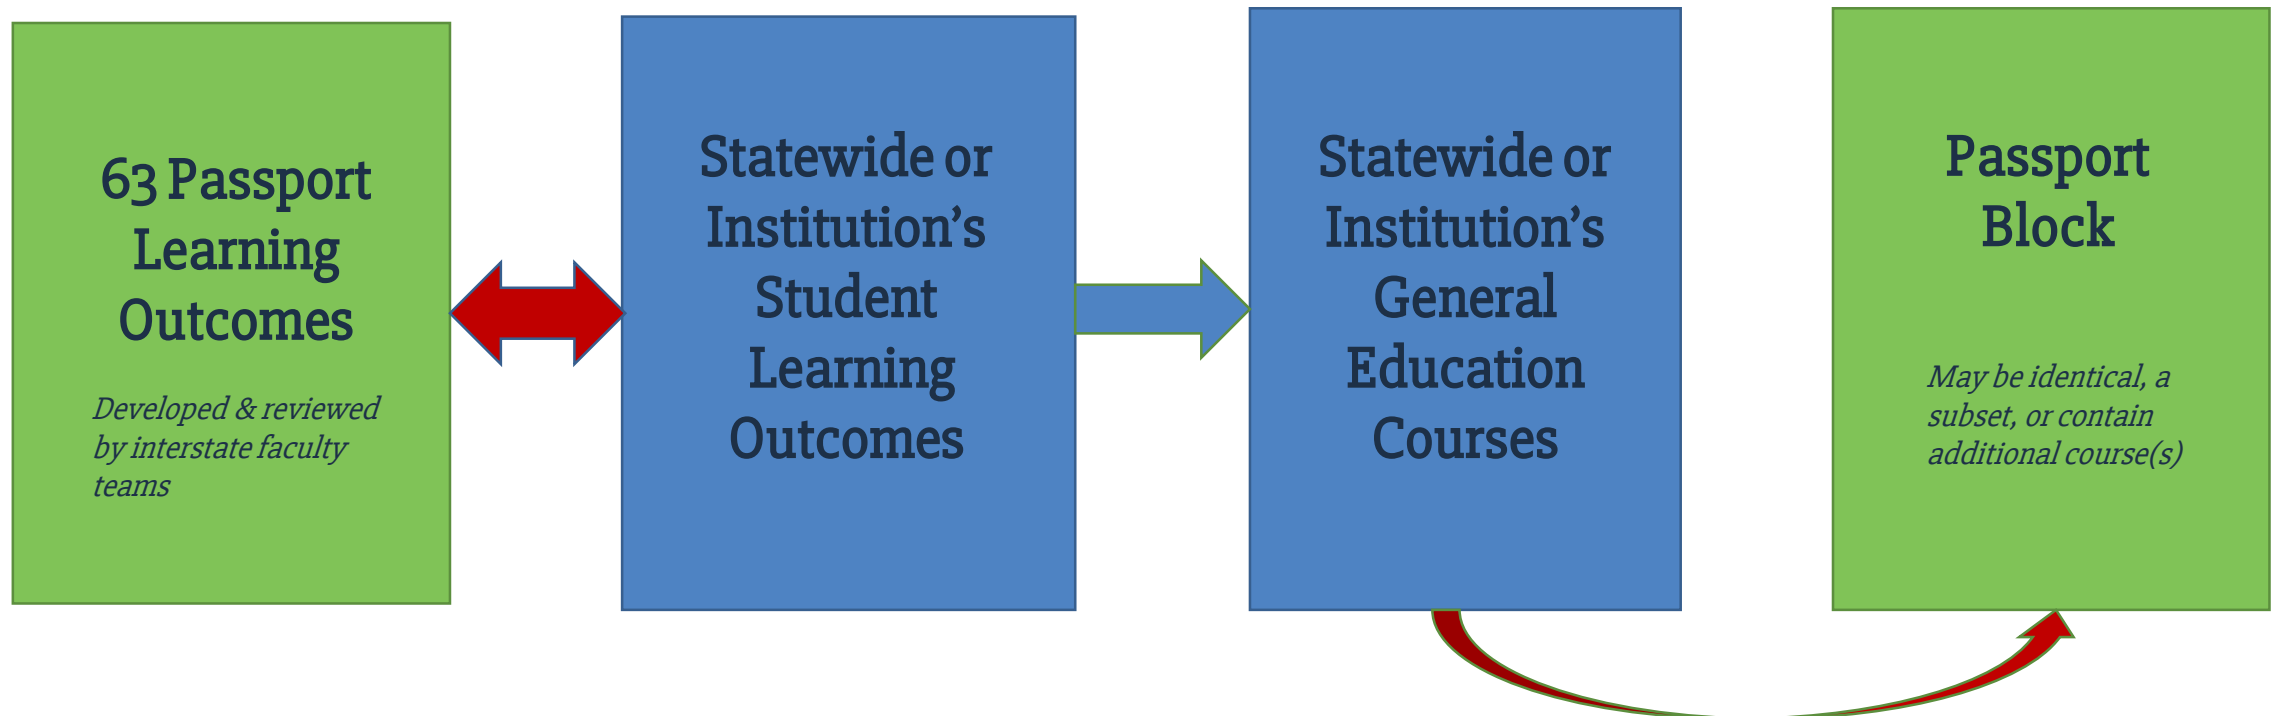 63 Passport
Learning
Outcomes
Developed & reviewed
by interstate faculty
teams
Statewide or
Institution’s
Student
Learning
Outcomes
Statewide or
Institution’s
General
Education
Courses
Passport
Block
May be identical, a
subset, or contain
additional course(s)